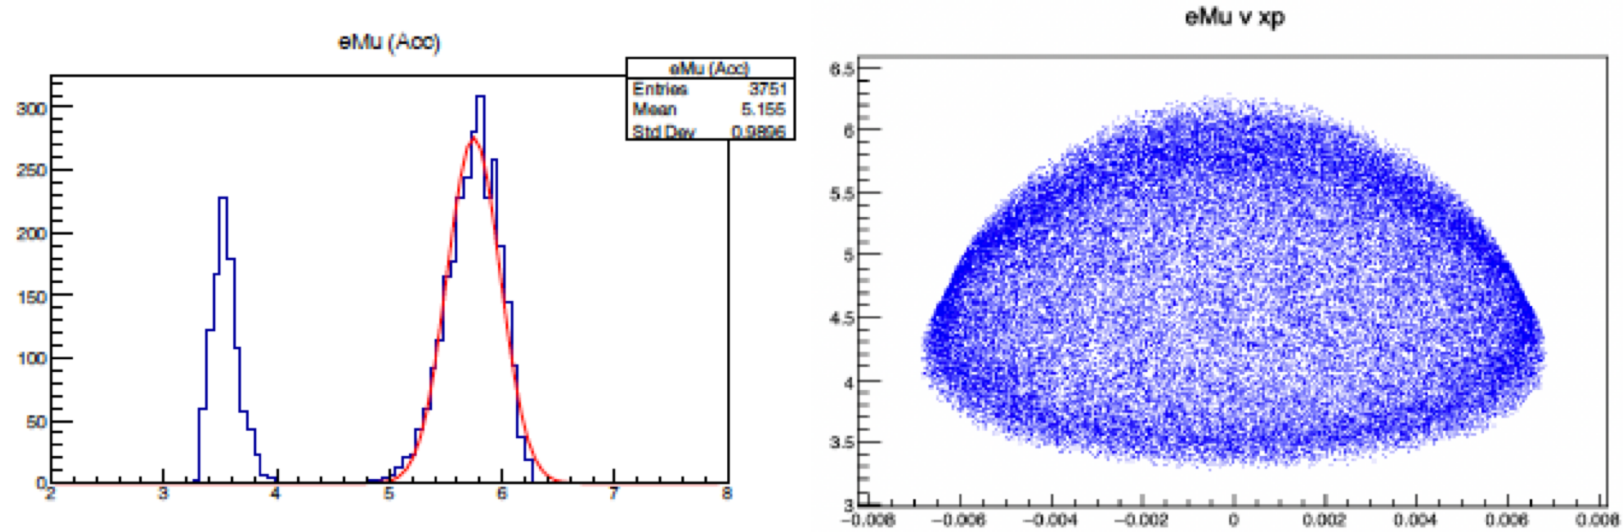 eMu (Acc)
eMu (Acc)
Entries 3751
Mean 5.155
Std Dev 0.9896
300
250
200
150
100
50
0
2 3 4 5 6 7 8
eMu v xp
6.5
6
5.5
5
4.5
4
3.5
3
−0.008 −0.006 −0.004 −0.002 0 0.002 0.004 0.006 0.008